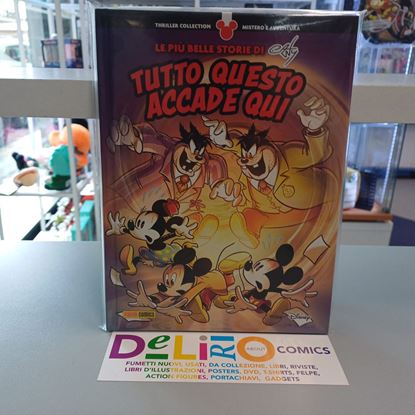 THRILLER COLLECTION MISTERO E AVVENTURA
LE PIÙ BELLE STORIE DI Casty
TUTTO QUESTO
ACCADE QUI
PANINI COMICS
Disney
DELIRIO ABOUT COMICS
FUMETTI NUOVI, USATI, DA COLLEZIONE, LIBRI, RIVISTE,
LIBRI D'ILLUSTRAZIONI, POSTERS, DVD, T-SHIRTS, FELPE,
ACTION FIGURES, PORTACHIAVI, GADGETS